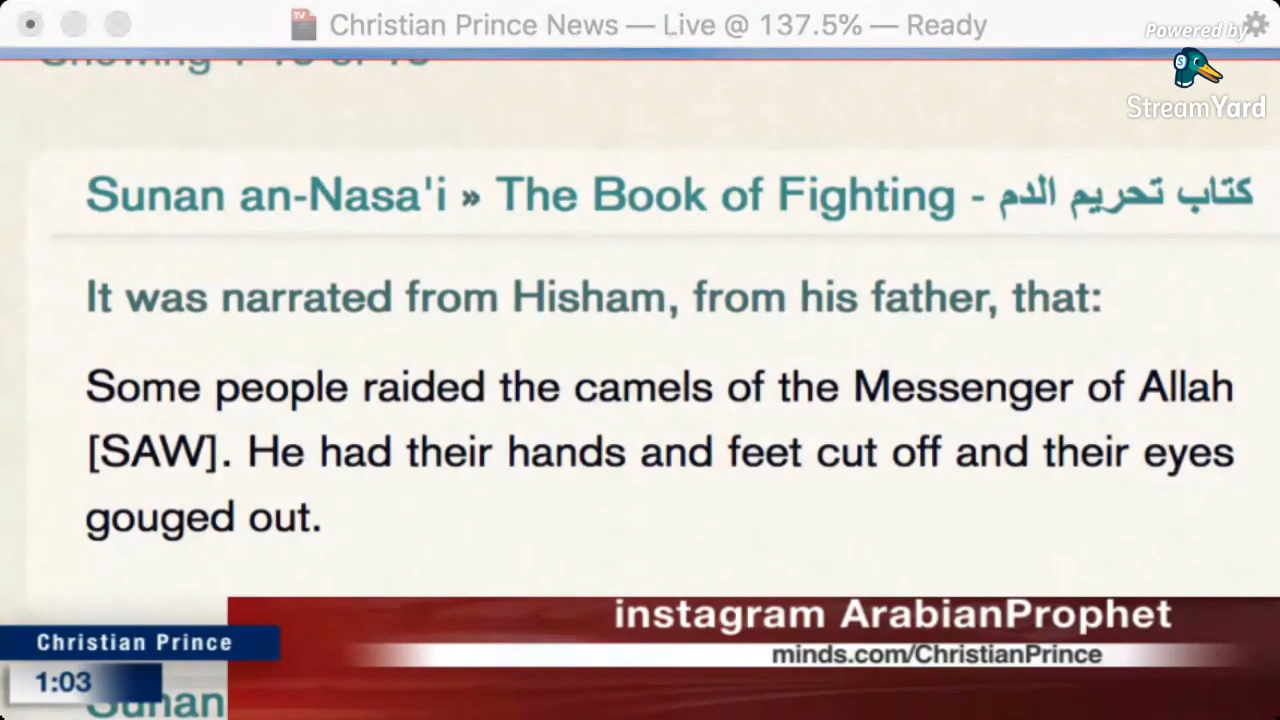 Christian Prince News — Live @ 137.5% — Ready
Powered by
StreamYard
Sunan an-Nasa'i » The Book of Fighting - كتاب تحريم الدم
It was narrated from Hisham, from his father, that:
Some people raided the camels of the Messenger of Allah
[SAW]. He had their hands and feet cut off and their eyes
gouged out.
instagram ArabianProphet
Christian Prince
minds.com/ChristianPrince
1:03
Sunan